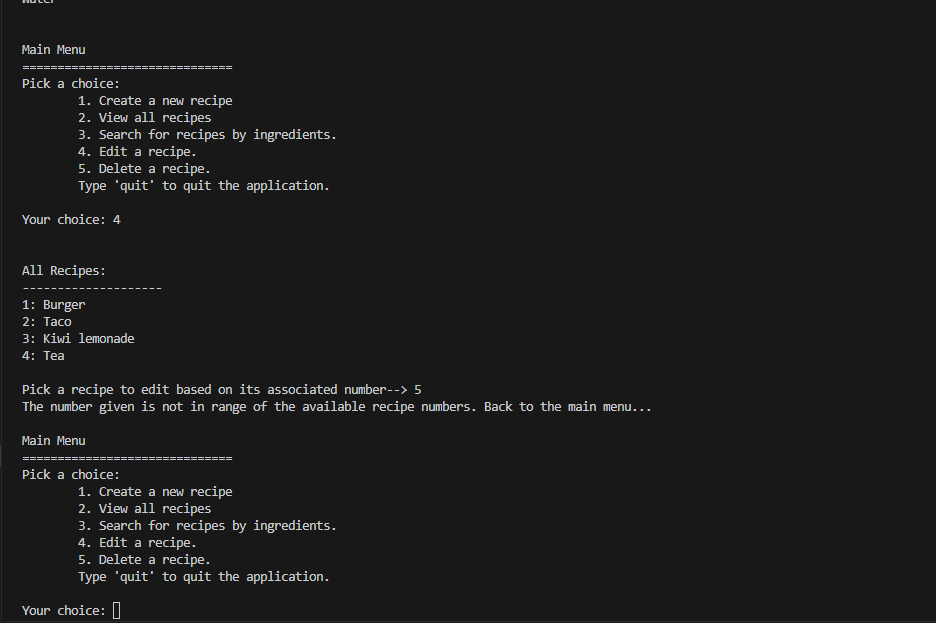 Water
Main Menu
==============================
Pick a choice:
1. Create a new recipe
2. View all recipes
3. Search for recipes by ingredients.
4. Edit a recipe.
5. Delete a recipe.
Type 'quit' to quit the application.
Your choice: 4
All Recipes:
--------------------
1: Burger
2: Taco
3: Kiwi lemonade
4: Tea
Pick a recipe to edit based on its associated number--> 5
The number given is not in range of the available recipe numbers. Back to the main menu...
Main Menu
==============================
Pick a choice:
1. Create a new recipe
2. View all recipes
3. Search for recipes by ingredients.
4. Edit a recipe.
5. Delete a recipe.
Type 'quit' to quit the application.
Your choice: